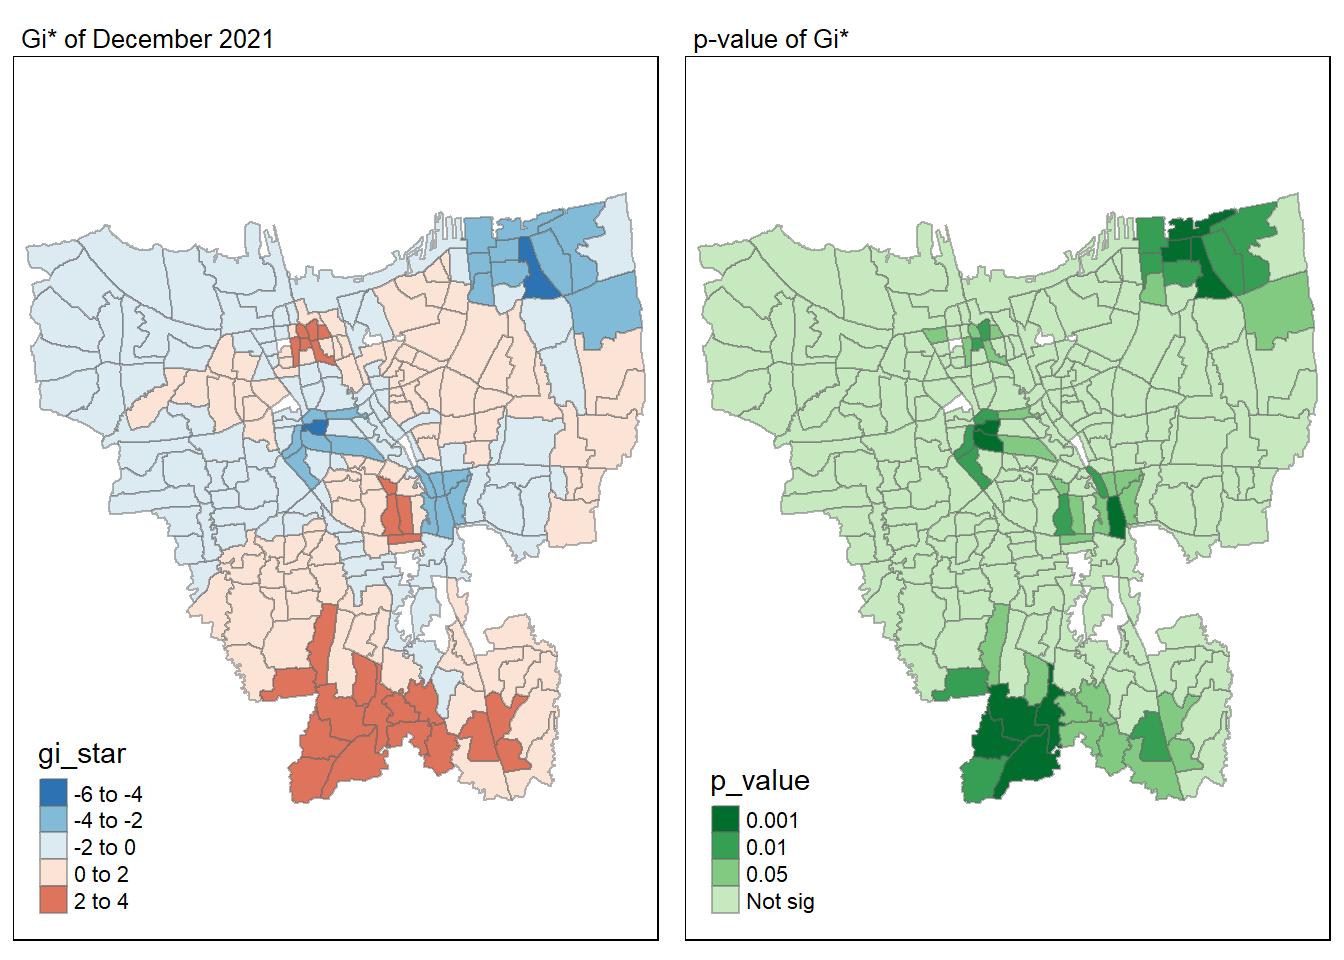 Gi* of December 2021
gi_star
-6 to -4
-4 to -2
-2 to 0
0 to 2
2 to 4
p-value of Gi*
p_value
0.001
0.01
0.05
Not sig